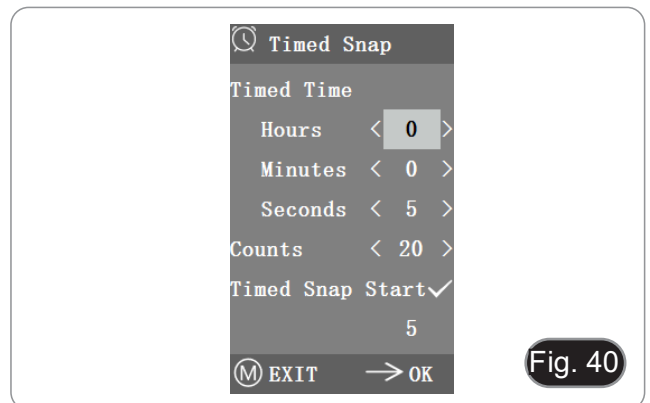 Timed Snap
Timed Time
Hours < 0 >
Minutes < 0 >
Seconds < 5 >
Counts < 20 >
Timed Snap Start✓
5
M EXIT → OK
Fig. 40